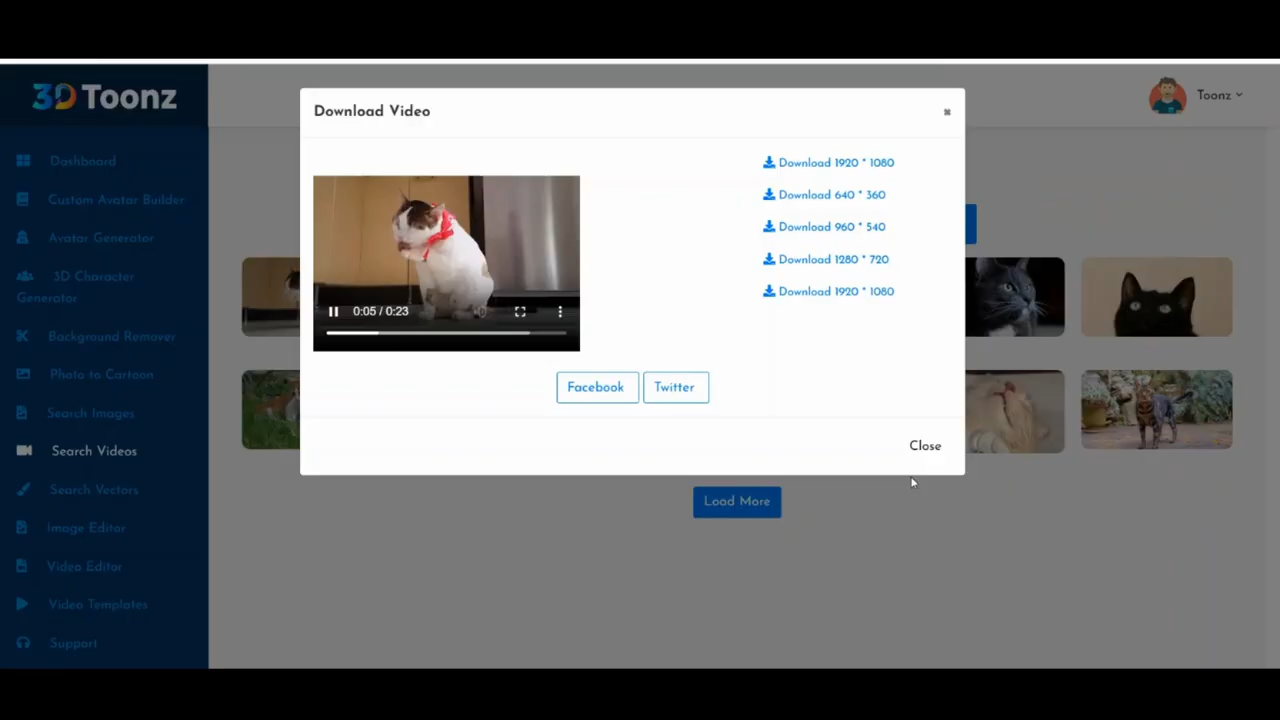 3DToonz
Dashboard
Custom Avatar Builder
Avatar Generator
3D Character
Generator
Background Remover
Photo to Cartoon
Search Images
Search Videos
Search Vectors
Image Editor
Video Editor
Video Templates
Support
Toonz
Download Video
0:05 / 0:23
Download 1920 * 1080
Download 640 * 360
Download 960 * 540
Download 1280 * 720
Download 1920 * 1080
Facebook
Twitter
Close
Load More